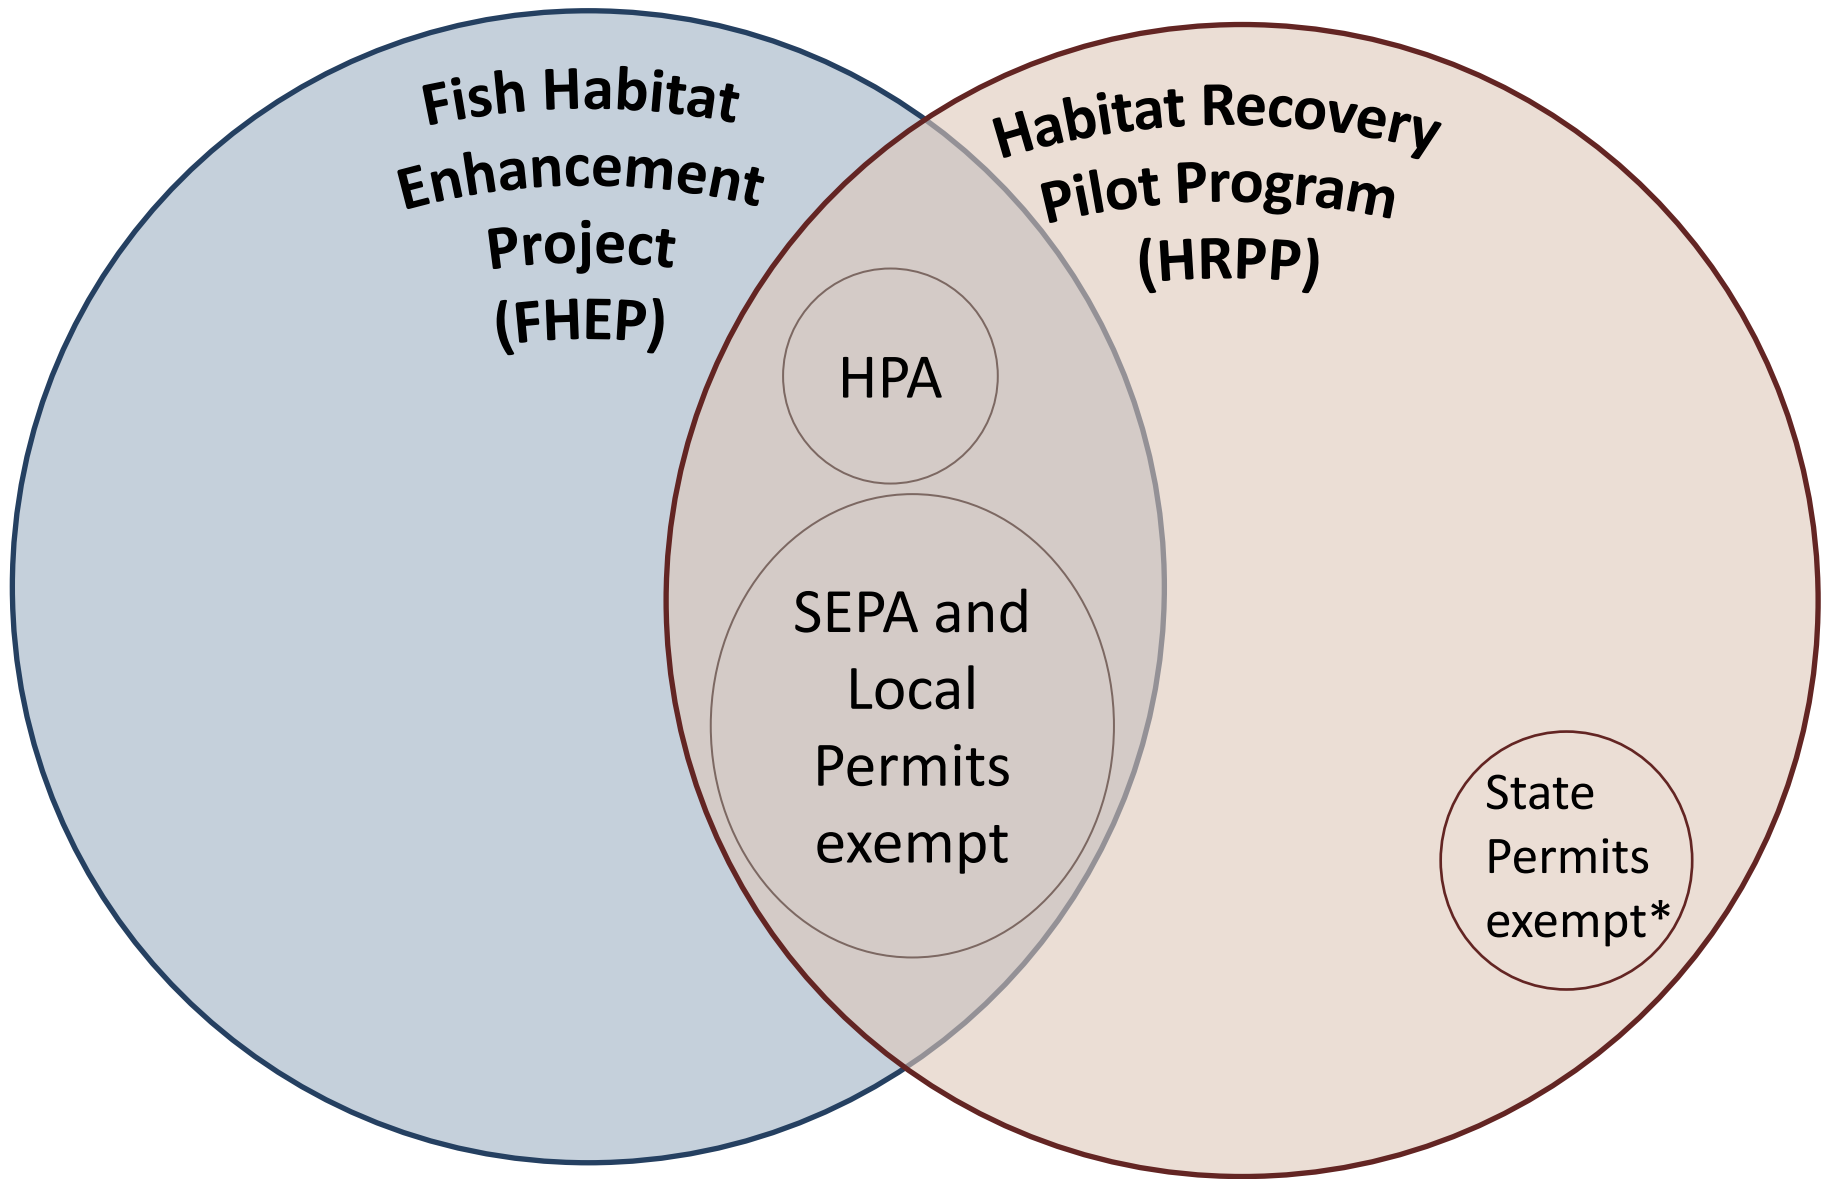 Fish Habitat
Enhancement
Project
(FHEP)
Habitat Recovery
Pilot Program
(HRPP)
HPA
SEPA and
Local
Permits
exempt
State
Permits
exempt*